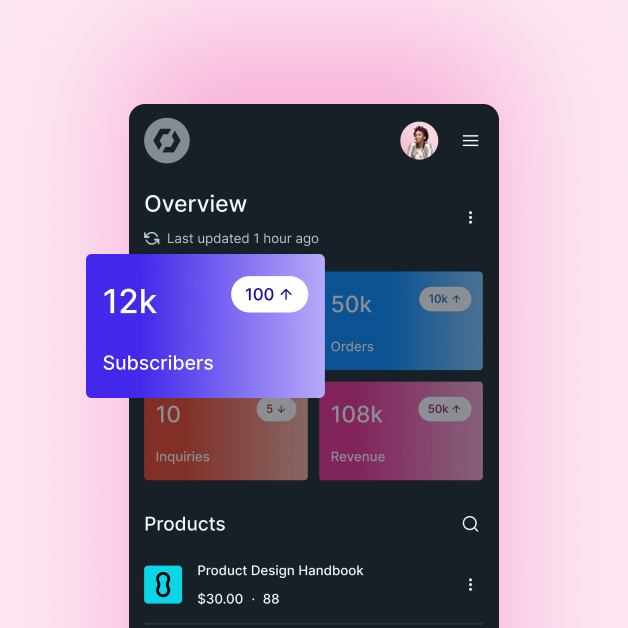 Overview
Last updated 1 hour ago
12k
100 ↑
Subscribers
50k
10k ↑
Orders
10
5 ↓
Inquiries
108k
50k ↑
Revenue
Products
Product Design Handbook
$30.00 · 88